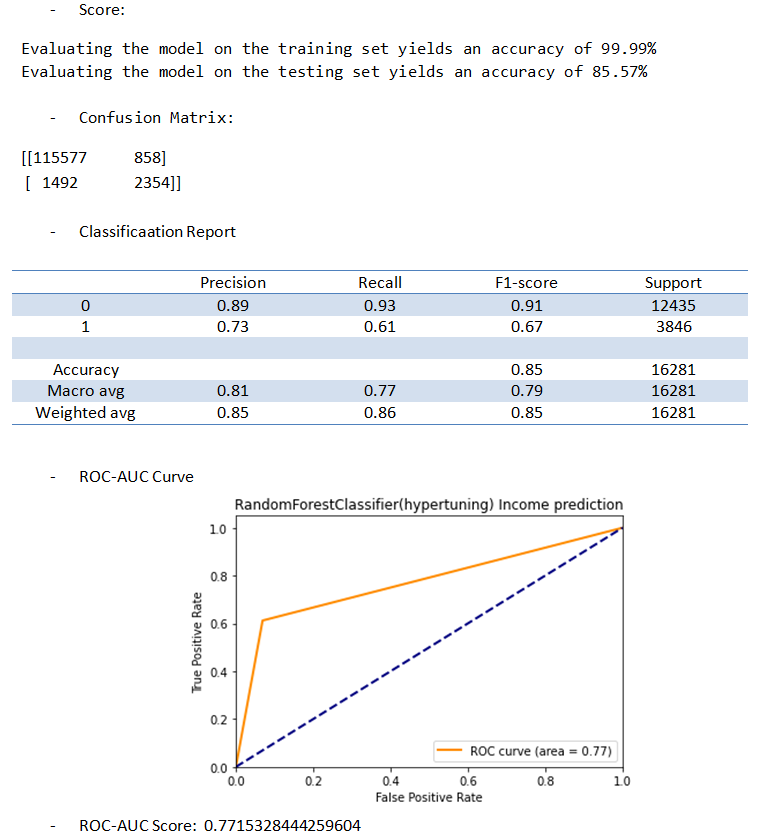 - Score:
Evaluating the model on the training set yields an accuracy of 99.99%
Evaluating the model on the testing set yields an accuracy of 85.57%
- Confusion Matrix:
[[115577 858]
[ 1492 2354]]
- Classificaation Report
Precision Recall F1-score Support
0 0.89 0.93 0.91 12435
1 0.73 0.61 0.67 3846
Accuracy 0.85 16281
Macro avg 0.81 0.77 0.79 16281
Weighted avg 0.85 0.86 0.85 16281
- ROC-AUC Curve
RandomForestClassifier(hypertuning) Income prediction
1.0
0.8
0.6
0.4
0.2
0.0
True Positive Rate
ROC curve (area = 0.77)
0.0 0.2 0.4 0.6 0.8 1.0
False Positive Rate
- ROC-AUC Score: 0.7715328444259604